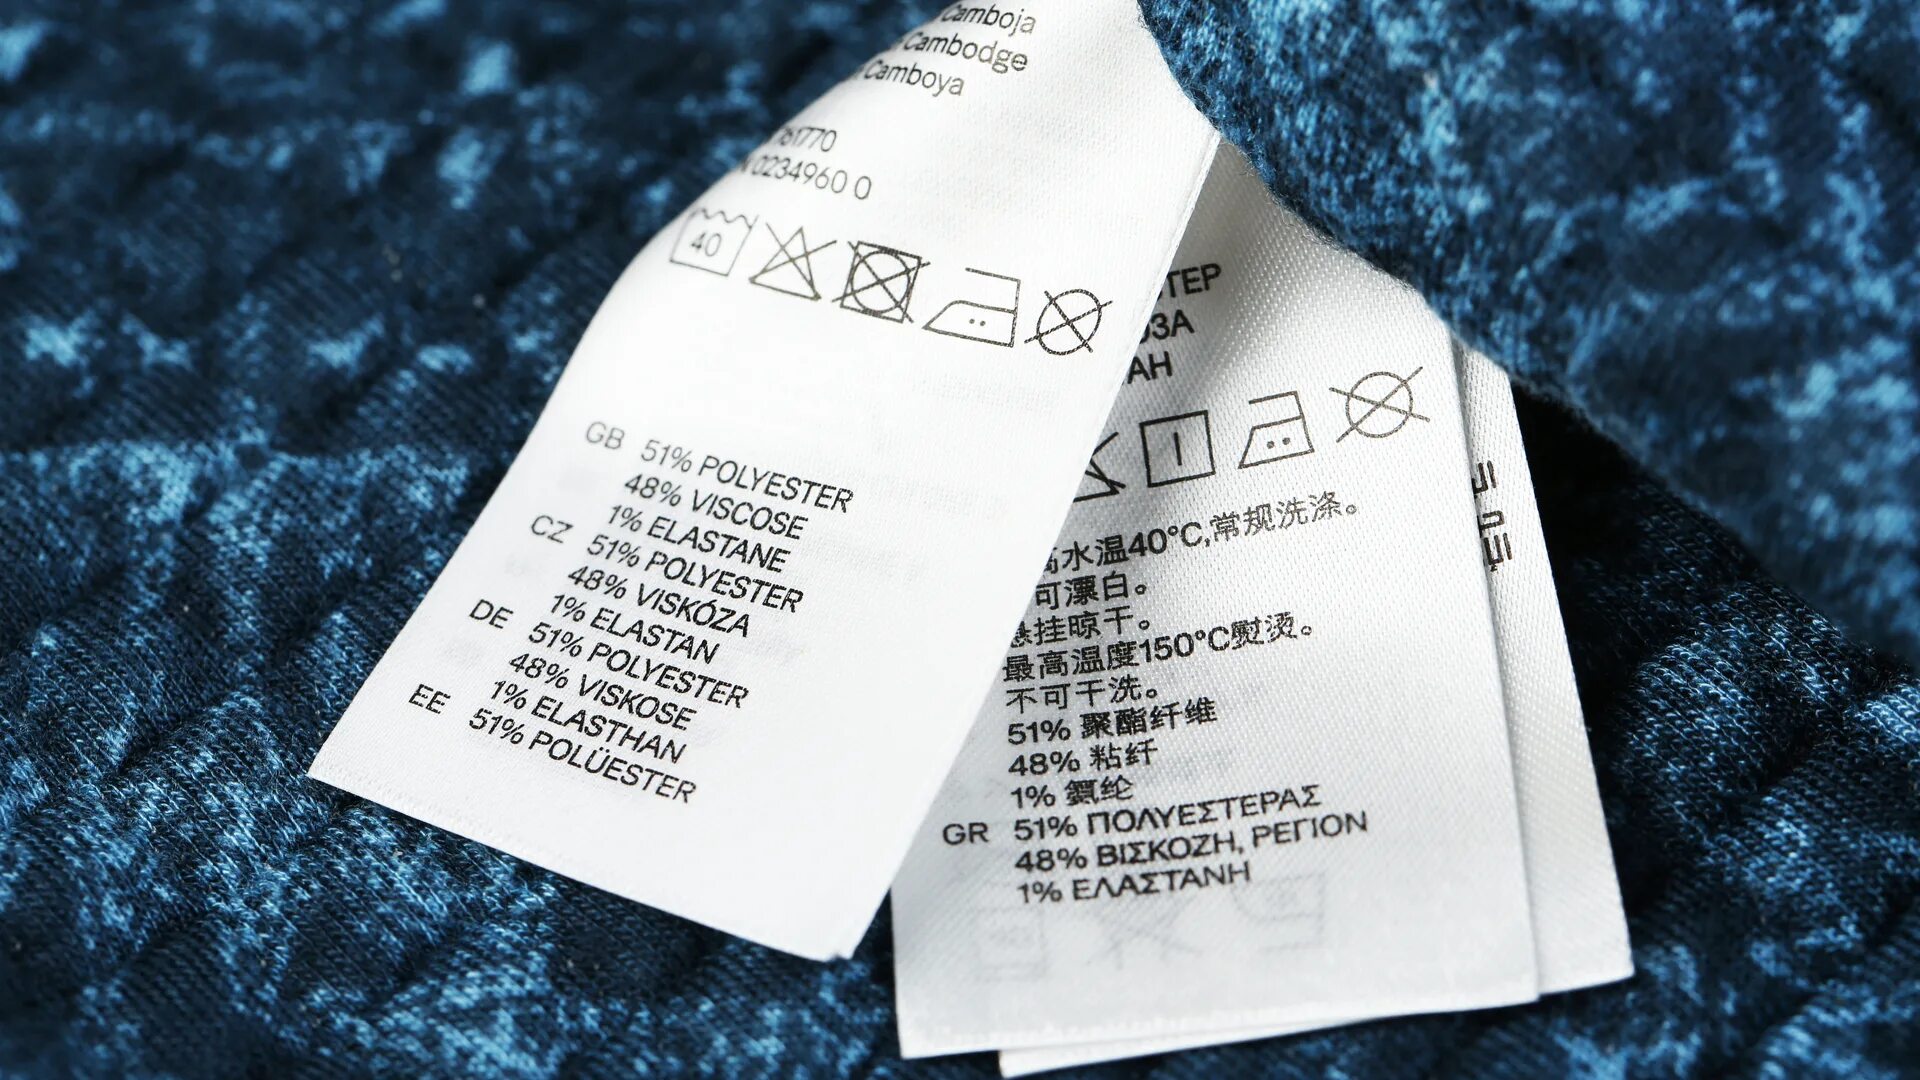 Camboja
Cambodge
Camboya
761770
0234960 0
40
GB 51% POLYESTER
48% VISCOSE
1% ELASTANE
CZ 51% POLYESTER
48% VISKÓZA
1% ELASTAN
DE 51% POLYESTER
48% VISKOSE
1% ELASTHAN
EE 51% POLÜESTER
ТЕР
ОЗА
АН
高水温40°C,常规洗涤。
可漂白。
悬挂晾干。
最高温度150°C熨烫。
不可干洗。
51% 聚酯纤维
48% 粘纤
1% 氨纶
GR 51% ΠΟΛΥΕΣΤΕΡΑΣ
48% ΒΙΣΚΟΖΗ, ΡΕΓΙΟΝ
1% ΕΛΑΣΤΑΝΗ